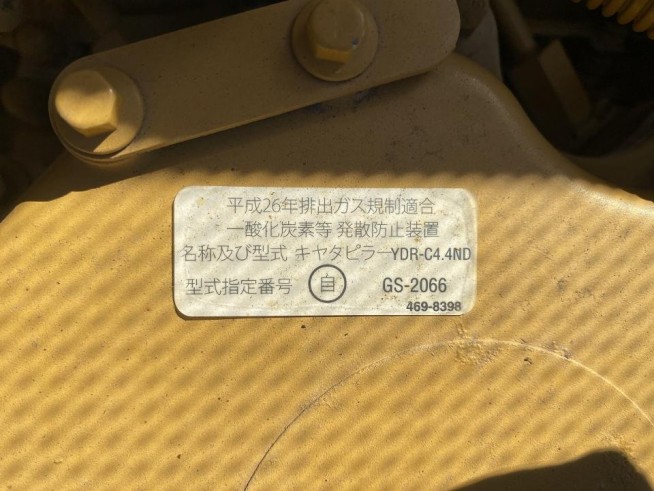 平成26年排出ガス規制適合
一酸化炭素等 発散防止装置
名称及び型式 キヤタピラーYDR-C4.4ND
型式指定番号 自 GS-2066
469-8398